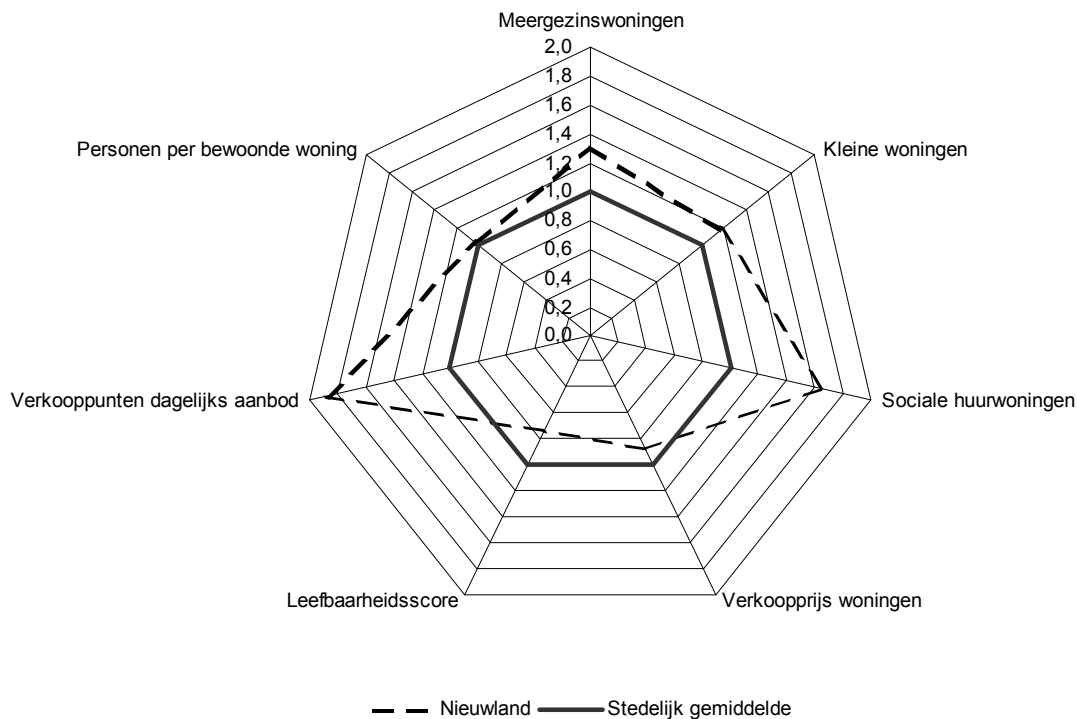 Meergezinswoningen
2,0
1,8
1,6
1,4
1,2
1,0
0,8
0,6
0,4
0,2
0,0
Personen per bewoonde woning
Kleine woningen
Verkooppunten dagelijks aanbod
Sociale huurwoningen
Leefbaarheidsscore
Verkoopprijs woningen
Nieuwland
Stedelijk gemiddelde